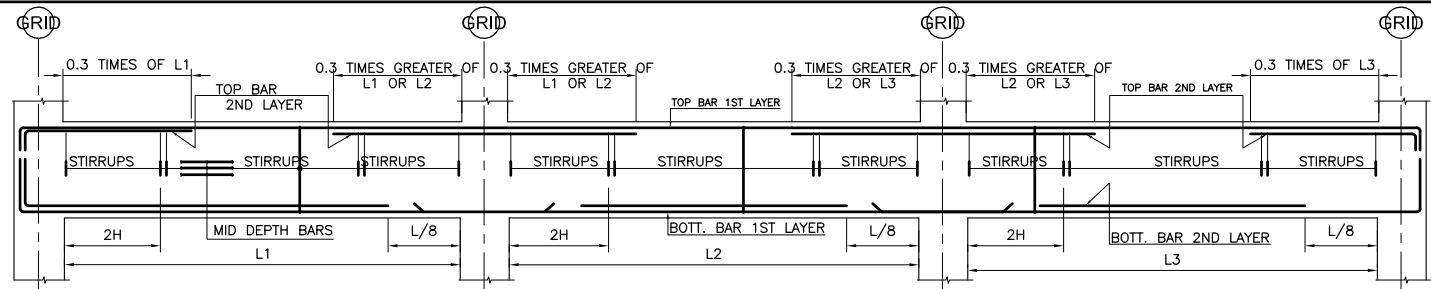 GRID GRID GRID GRID
0.3 TIMES OF L1
0.3 TIMES GREATER OF
L1 OR L2
0.3 TIMES GREATER OF
L1 OR L2
0.3 TIMES GREATER OF
L2 OR L3
0.3 TIMES GREATER OF
L2 OR L3
0.3 TIMES OF L3
TOP BAR
2ND LAYER
TOP BAR 1ST LAYER
TOP BAR 2ND LAYER
STIRRUPS STIRRUPS STIRRUPS STIRRUPS STIRRUPS STIRRUPS STIRRUPS STIRRUPS STIRRUPS
2H
MID DEPTH BARS
L/8
2H
BOTT. BAR 1ST LAYER
L/8
2H
BOTT. BAR 2ND LAYER
L/8
L1
L2
L3